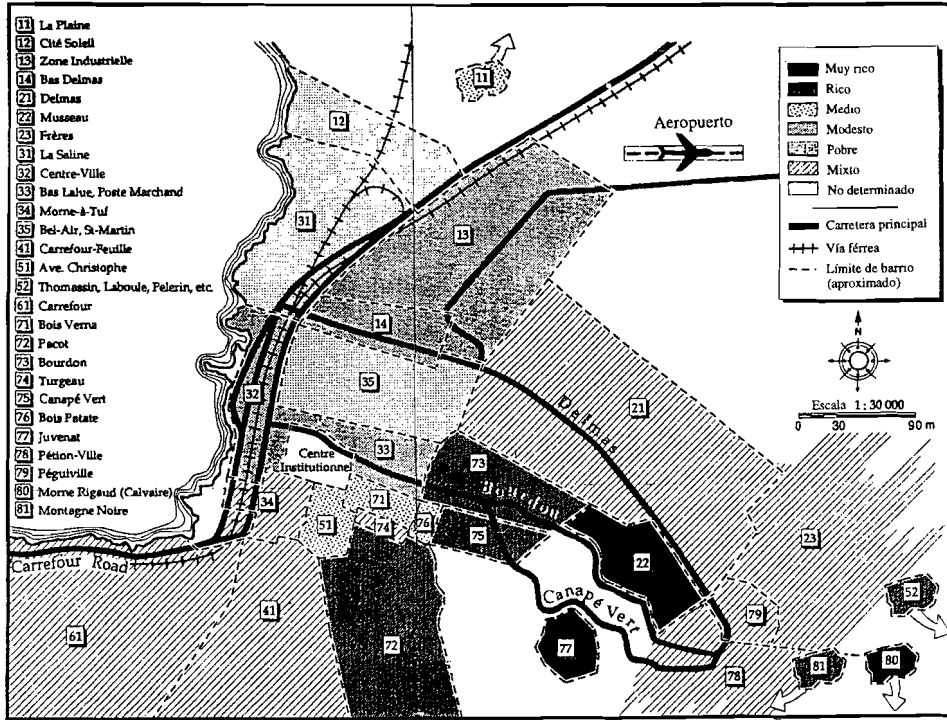 11 La Plaine
12 Cité Soleil
13 Zone Industrielle
14 Bas Delmas
21 Delmas
22 Musseau
23 Frères
31 La Saline
32 Centre-Ville
33 Bas Lalue, Poste Marchand
34 Morne-à-Tuf
35 Bel-Air, St-Martin
41 Carrefour-Feuille
51 Ave. Christophe
52 Thomassin, Laboule, Pelerin, etc.
61 Carrefour
71 Bois Verna
72 Pacot
73 Bourdon
74 Turgeau
75 Canapé Vert
76 Bois Patate
77 Juvenat
78 Pétion-Ville
79 Péguiville
80 Morne Rigaud (Calvaire)
81 Montagne Noire
Muy rico
Rico
Medio
Modesto
Pobre
Mixto
No determinado
Carretera principal
Vía férrea
Límite de barrio
(aproximado)
N
Escala 1 : 30 000
0 30 90 m
Aeropuerto
11
12
31
13
14
32
35
21
Delmas
Centre
Institutionnel
33
73
Bourdon
34
51
71
74
76
75
22
23
Carrefour Road
61
41
72
Canapé Vert
77
79
78
52
81
80